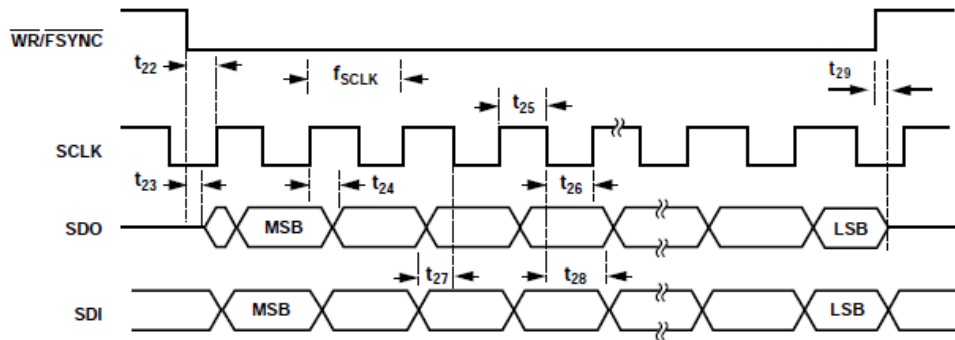 WR/FSYNC
t22
fSCLK
t25
t29
SCLK
t23
t24
t26
SDO
MSB
LSB
t27
t28
SDI
MSB
LSB